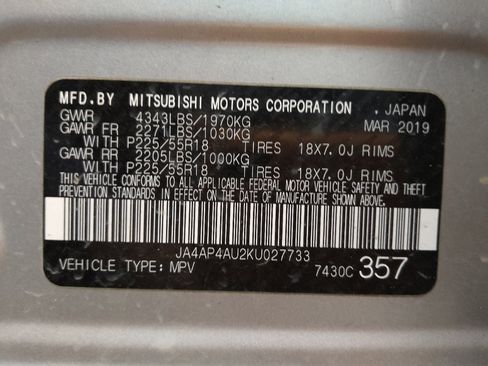 MFD.BY MITSUBISHI MOTORS CORPORATION . JAPAN
GVWR 4343LBS/1970KG MAR 2019
GAWR FR 2271LBS/1030KG
WITH P225/55R18 TIRES 18X7.0J RIMS
GAWR RR 2205LBS/1000KG
WITH P225/55R18 TIRES 18X7.0J RIMS
THIS VEHICLE CONFORMS TO ALL APPLICABLE FEDERAL MOTOR VEHICLE SAFETY AND THEFT
PREVENTION STANDARDS IN EFFECT ON THE DATE OF MANUFACTURE SHOWN ABOVE.
JA4AP4AU2KU027733
VEHICLE TYPE: MPV 7430C 357